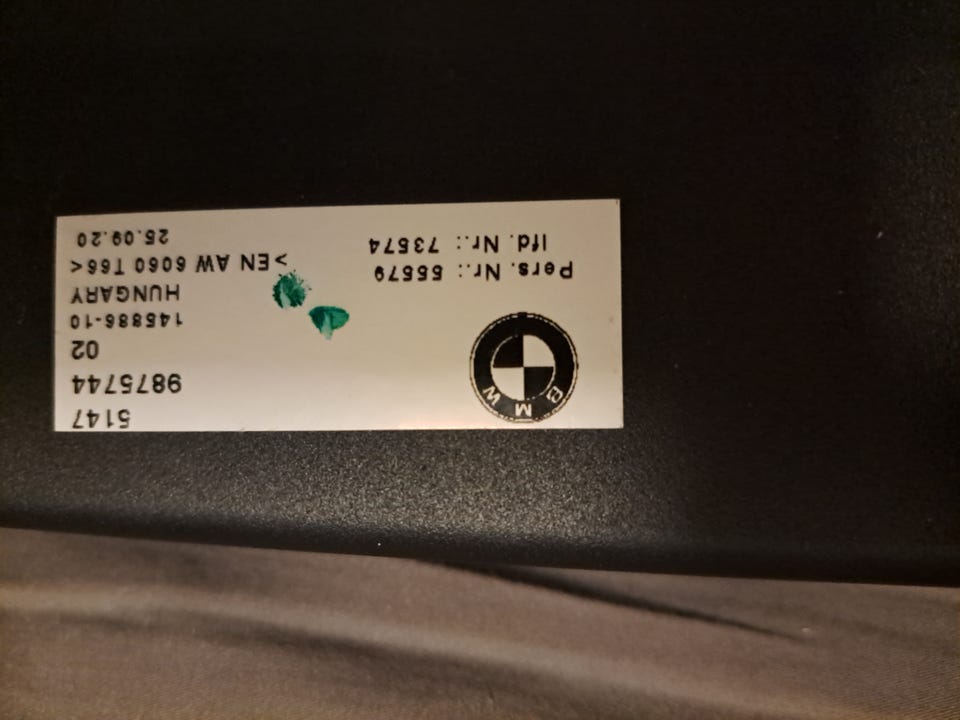 BMW
5147
9875744
02
145886-10
HUNGARY
>EN AW 6060 T66<
25.09.20
Pers. Nr.: 55579
lfd. Nr.: 73574